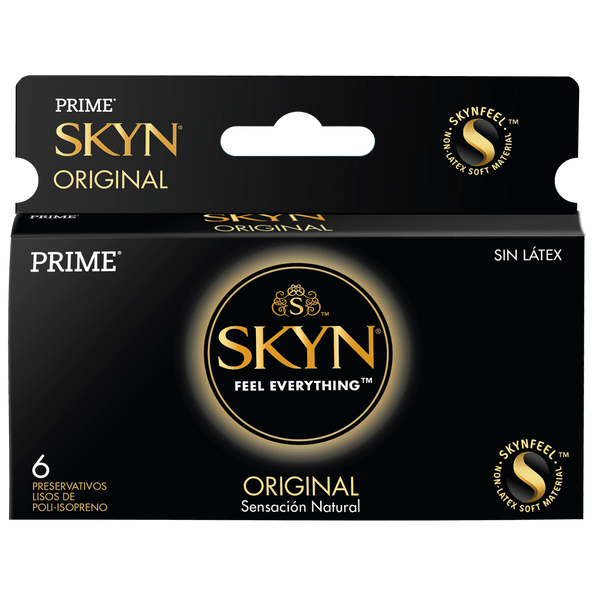 PRIME®
SKYN®
ORIGINAL
SKYNFEEL™
NON-LATEX SOFT MATERIAL
PRIME
SKYN
ORIGINAL
PRIME®
SIN LÁTEX
S™
SKYN®
FEEL EVERYTHING™
6
PRESERVATIVOS
LISOS DE
POLI-ISOPRENO
ORIGINAL
Sensación Natural
SKYNFEEL™
NON-LATEX SOFT MATERIAL